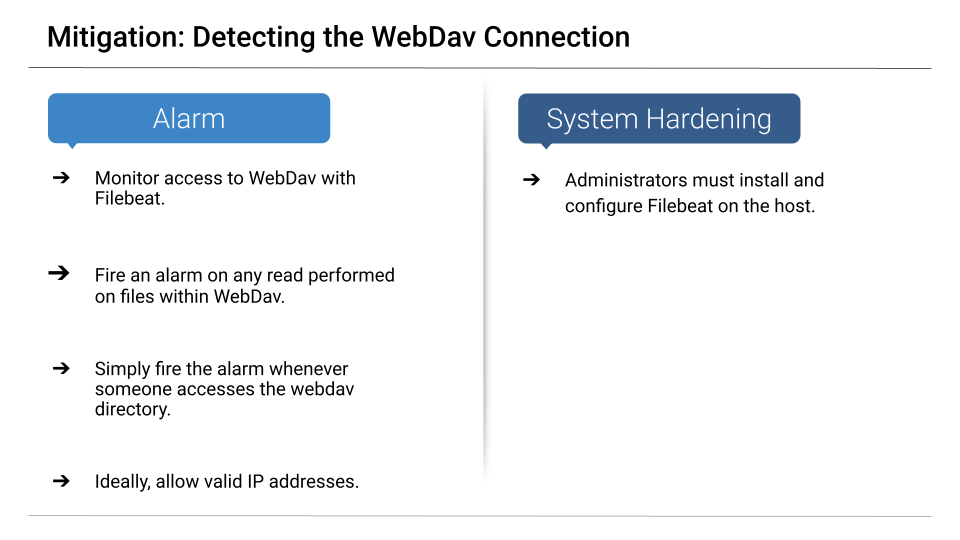 Mitigation: Detecting the WebDav Connection
Alarm
➔ Monitor access to WebDav with
Filebeat.
➔ Fire an alarm on any read performed
on files within WebDav.
➔ Simply fire the alarm whenever
someone accesses the webdav
directory.
➔ Ideally, allow valid IP addresses.
System Hardening
➔ Administrators must install and
configure Filebeat on the host.